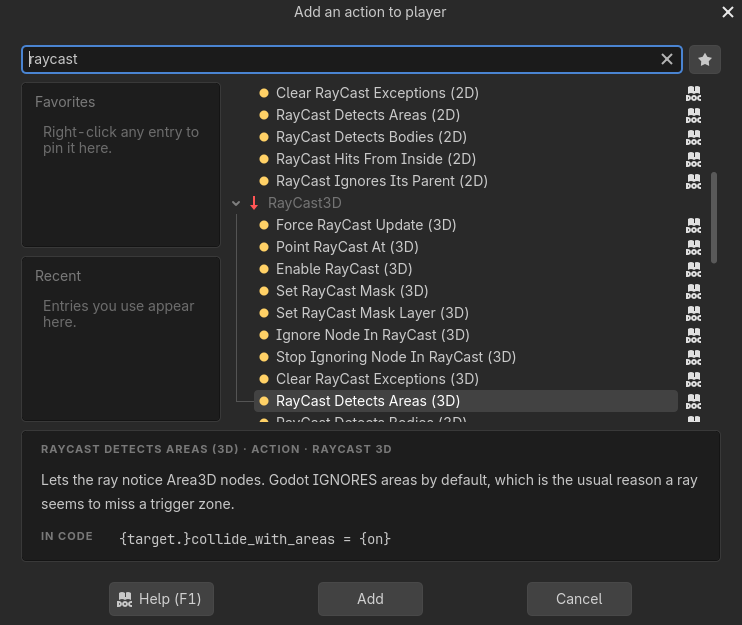 Add an action to player
raycast
Favorites
Right-click any entry to
pin it here.
Recent
Entries you use appear
here.
Clear RayCast Exceptions (2D)
RayCast Detects Areas (2D)
RayCast Detects Bodies (2D)
RayCast Hits From Inside (2D)
RayCast Ignores Its Parent (2D)
RayCast3D
Force RayCast Update (3D)
Point RayCast At (3D)
Enable RayCast (3D)
Set RayCast Mask (3D)
Set RayCast Mask Layer (3D)
Ignore Node In RayCast (3D)
Stop Ignoring Node In RayCast (3D)
Clear RayCast Exceptions (3D)
RayCast Detects Areas (3D)
RayCast Detects Bodies (3D)
RAYCAST DETECTS AREAS (3D) · ACTION · RAYCAST 3D
Lets the ray notice Area3D nodes. Godot IGNORES areas by default, which is the usual reason a ray
seems to miss a trigger zone.
IN CODE {target.}collide_with_areas = {on}
DOC Help (F1)
Add
Cancel